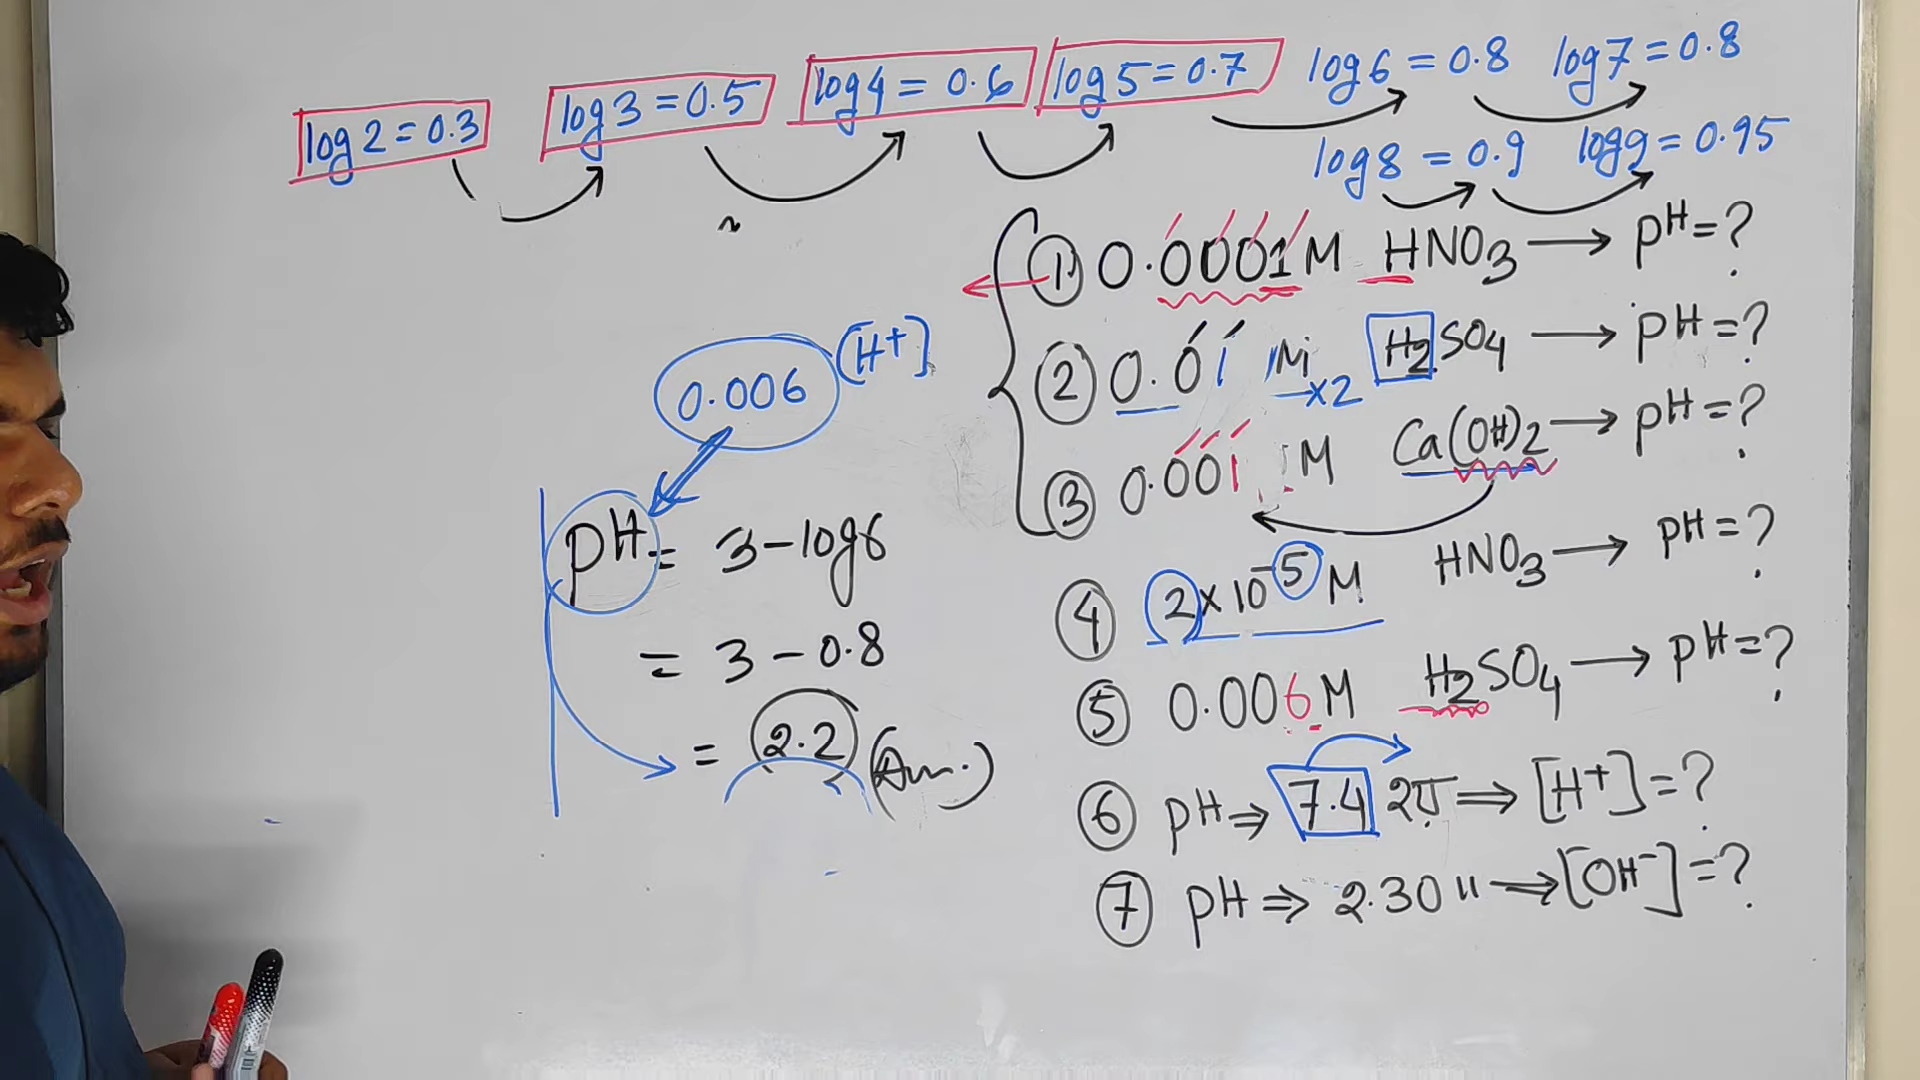 log 2 = 0.3 log 3 = 0.5 log 4 = 0.6 log 5 = 0.7 log 6 = 0.8 log 7 = 0.8
log 8 = 0.9 log 9 = 0.95
① 0.0001 M HNO3 → pH = ?
② 0.01 M ×2 H2SO4 → pH = ?
③ 0.001 M Ca(OH)2 → pH = ?
④ 2×10^-5 M HNO3 → pH = ?
⑤ 0.006 M H2SO4 → pH = ?
⑥ pH ⇒ 7.4 হয় ⇒ [H+] = ?
⑦ pH ⇒ 2.30 " ⇒ [OH-] = ?
0.006 [H+]
pH = 3 - log6
= 3 - 0.8
= 2.2 (Am.)